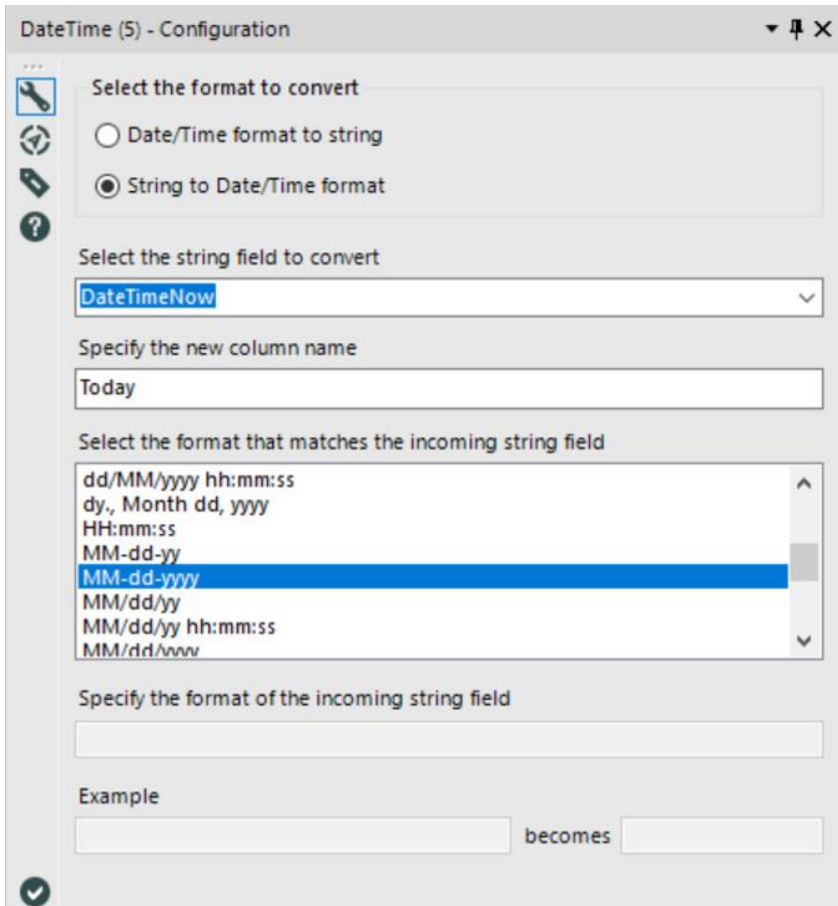 DateTime (5) - Configuration
Select the format to convert
Date/Time format to string
String to Date/Time format
Select the string field to convert
DateTimeNow
Specify the new column name
Today
Select the format that matches the incoming string field
dd/MM/yyyy hh:mm:ss
dy., Month dd, yyyy
HH:mm:ss
MM-dd-yy
MM-dd-yyyy
MM/dd/yy
MM/dd/yy hh:mm:ss
MM/dd/yyyy
Specify the format of the incoming string field
Example
becomes